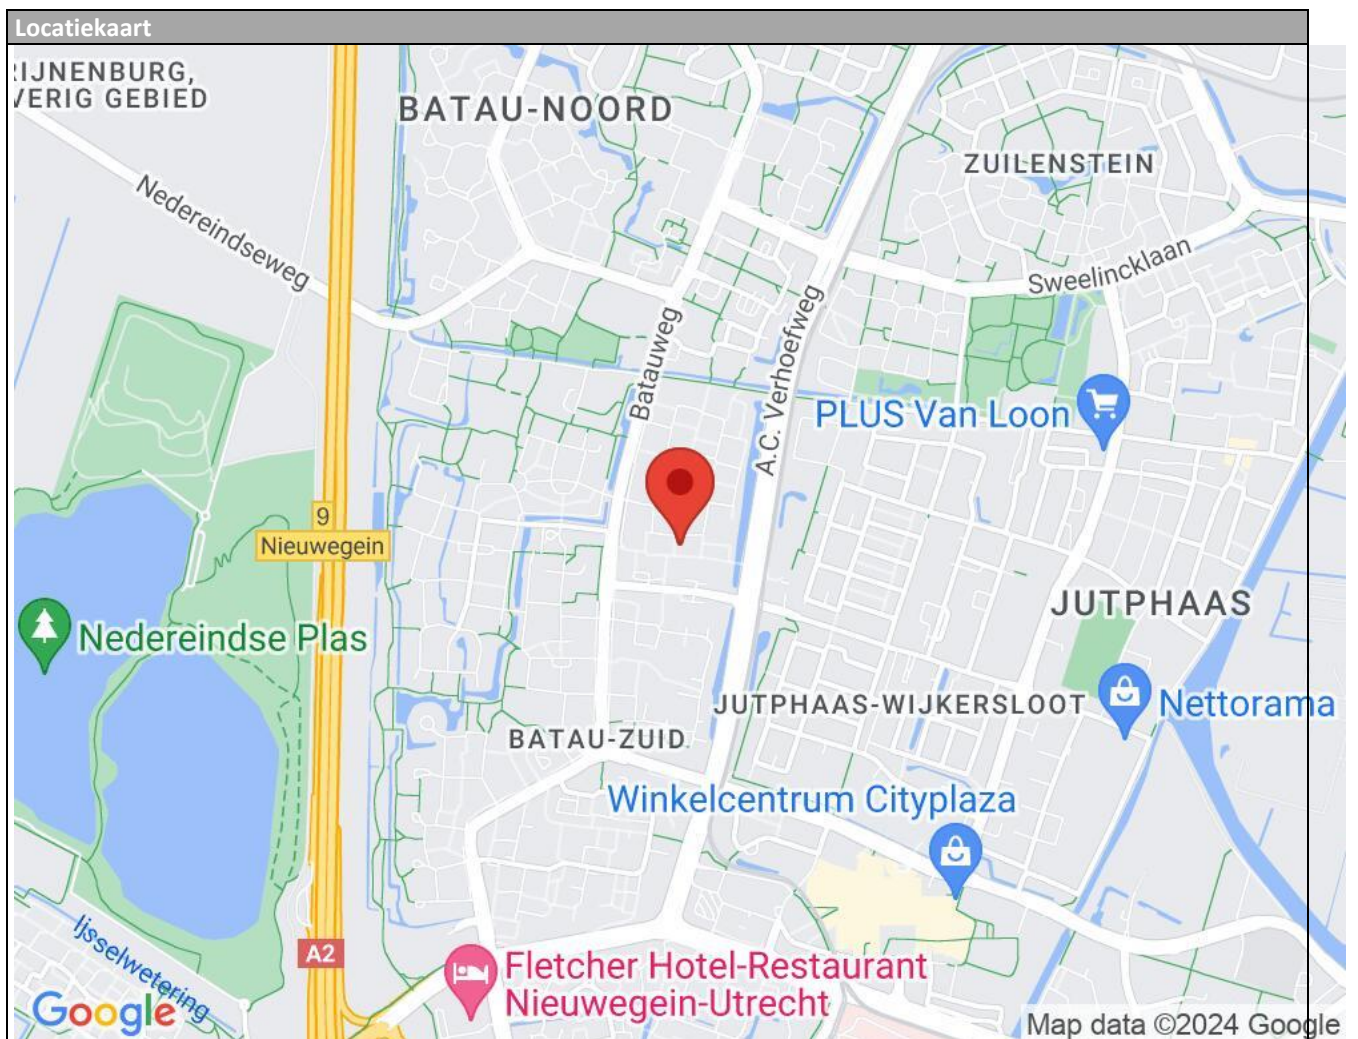 Locatiekaart
RIJNENBURG,
VERIG GEBIED
BATAU-NOORD
ZUILENSTEIN
Nedereindseweg
Sweelincklaan
Batauweg
A.C. Verhoefweg
PLUS Van Loon
9
Nieuwegein
JUTPHAAS
Nedereindse Plas
JUTPHAAS-WIJKERSLOOT
Nettorama
BATAU-ZUID
Winkelcentrum Cityplaza
Ijsselwetering
A2
Fletcher Hotel-Restaurant
Nieuwegein-Utrecht
Google
Map data ©2024 Google